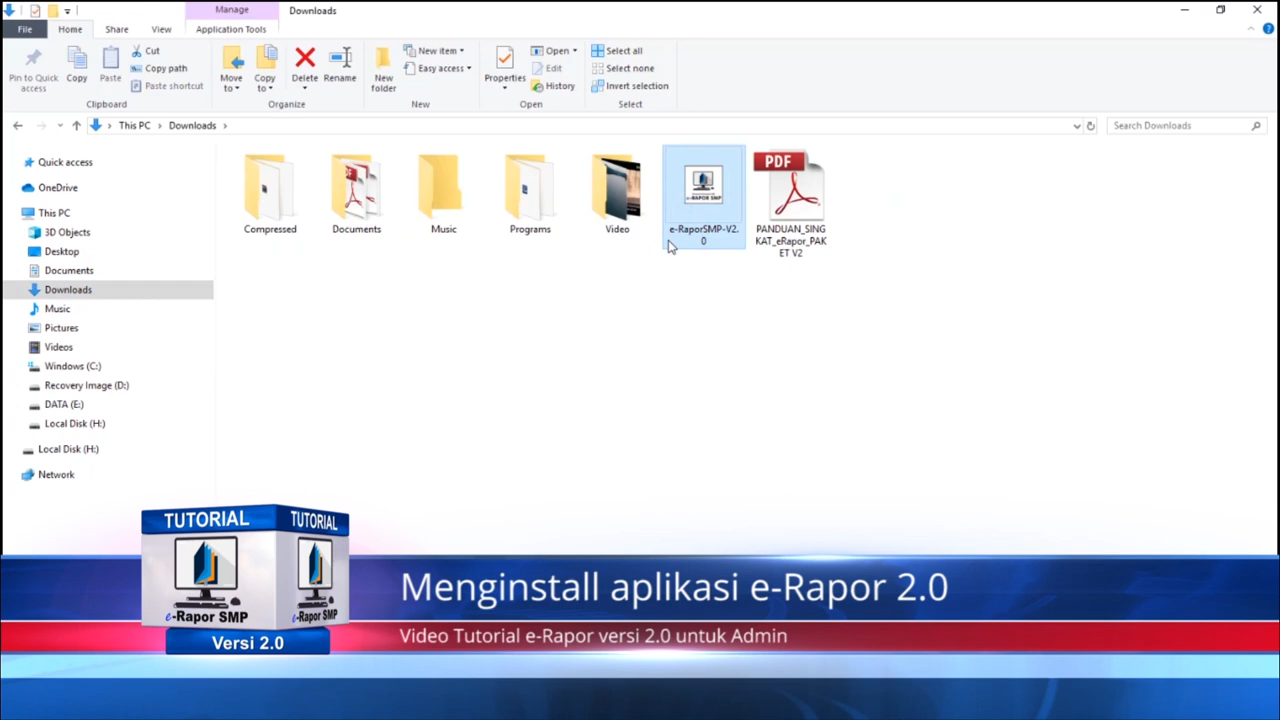 Manage
Downloads
File
Home
Share
View
Application Tools
Pin to Quick
access
Copy
Paste
Cut
Copy path
Paste shortcut
Clipboard
Move
to
Copy
to
Delete
Rename
Organize
New
folder
New item
Easy access
New
Properties
Open
Edit
History
Open
Select all
Select none
Invert selection
Select
This PC
Downloads
Search Downloads
Quick access
OneDrive
This PC
3D Objects
Desktop
Documents
Downloads
Music
Pictures
Videos
Windows (C:)
Recovery Image (D:)
DATA (E:)
Local Disk (H:)
Local Disk (H:)
Network
Compressed
Documents
Music
Programs
Video
e-RAPOR SMP
e-RaporSMP-V2.
0
PDF
PANDUAN_SING
KAT_eRapor_PAK
ET V2
TUTORIAL
TUTORIAL
e-Rapor SMP
e-Rapor SMP
Versi 2.0
Menginstall aplikasi e-Rapor 2.0
Video Tutorial e-Rapor versi 2.0 untuk Admin